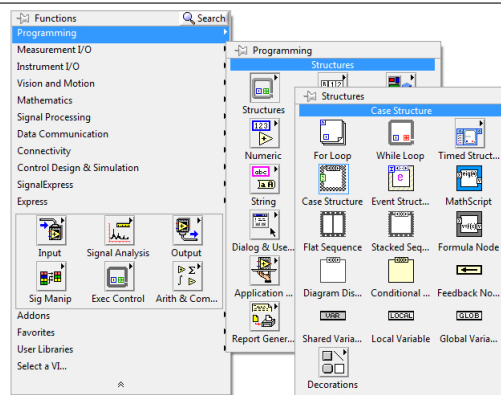 Functions
Search
Programming
Measurement I/O
Instrument I/O
Vision and Motion
Mathematics
Signal Processing
Data Communication
Connectivity
Control Design & Simulation
SignalExpress
Express
Input Signal Analysis Output
Sig Manip Exec Control Arith & Com...
Addons
Favorites
User Libraries
Select a VI...
Programming
Structures
Structures
123
Numeric
abc
String
Dialog & Use...
Application ...
Report Gener...
Structures
Case Structure
For Loop While Loop Timed Struct...
Case Structure Event Struct... MathScript
Flat Sequence Stacked Seq... Formula Node
Diagram Dis... Conditional ... Feedback No...
VAR LOCAL GLOB
Shared Varia... Local Variable Global Varia...
Decorations